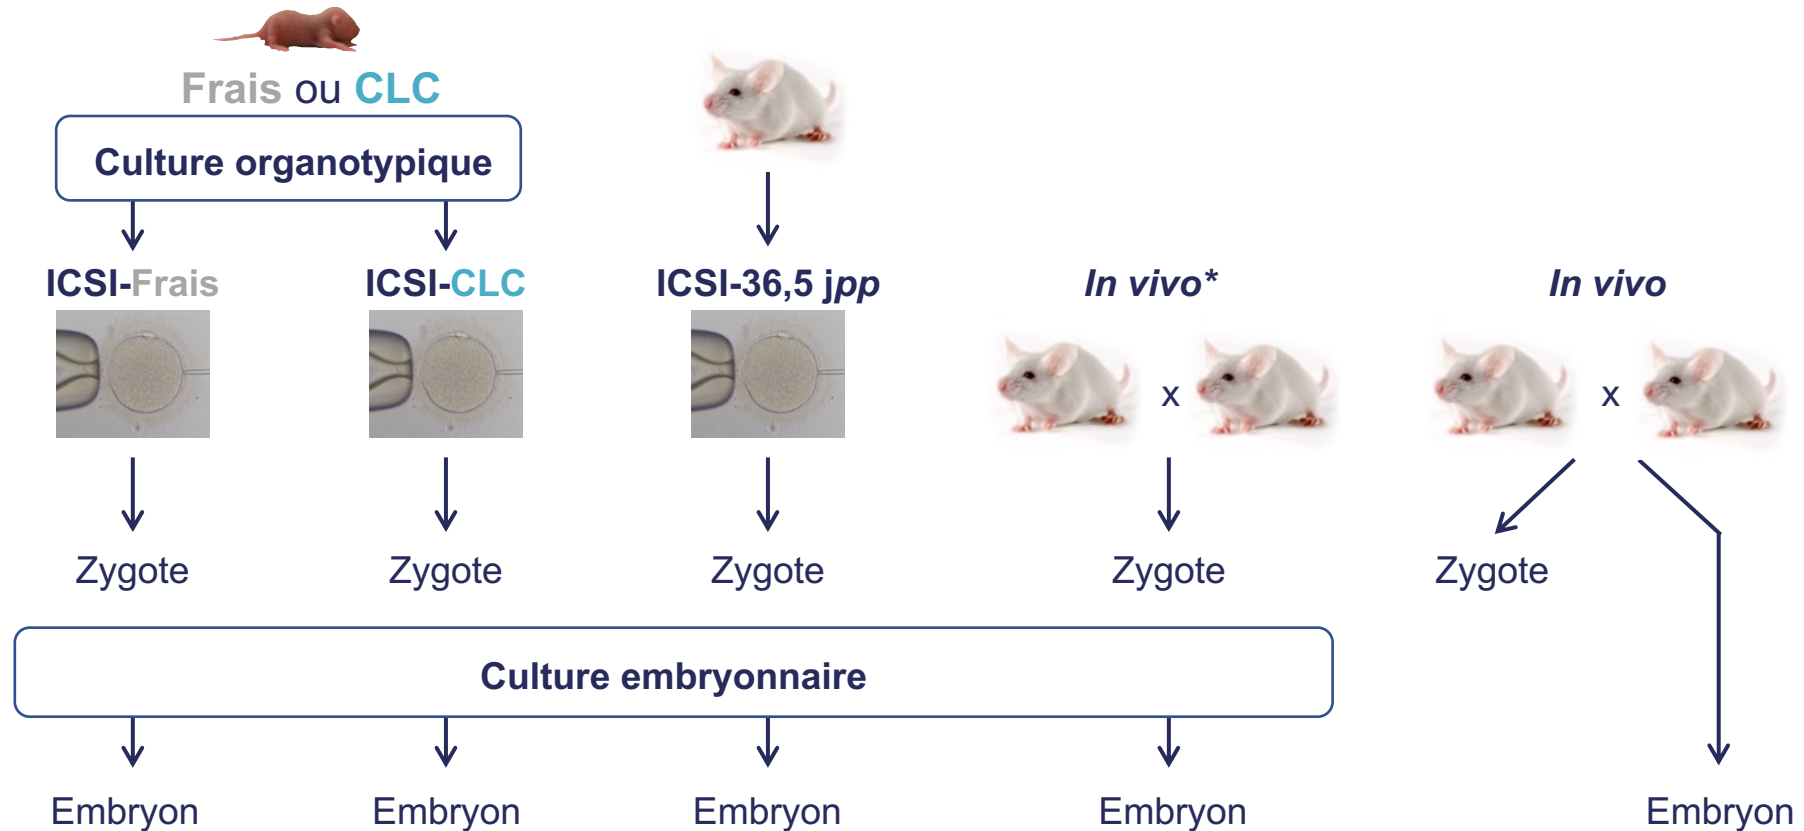 Frais ou CLC
Culture organotypique
ICSI-Frais
ICSI-CLC
ICSI-36,5 jpp
In vivo*
In vivo
x
x
Zygote
Zygote
Zygote
Zygote
Zygote
Culture embryonnaire
Embryon
Embryon
Embryon
Embryon
Embryon